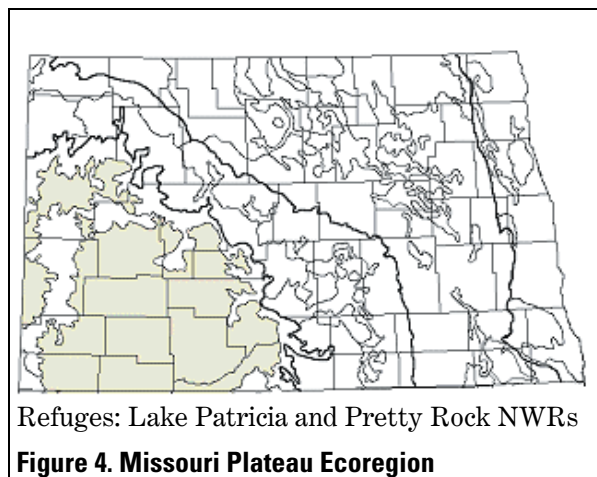 Refuges: Lake Patricia and Pretty Rock NWRs
Figure 4. Missouri Plateau Ecoregion